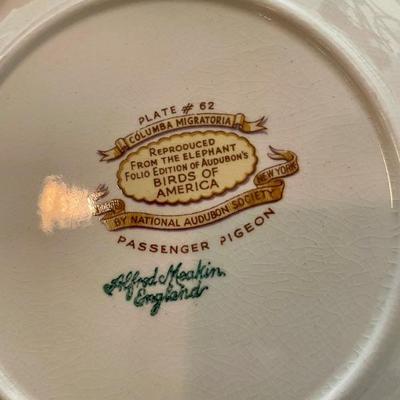 PLATE # 62
COLUMBA MIGRATORIA
REPRODUCED
FROM THE ELEPHANT
FOLIO EDITION OF AUDUBON'S
BIRDS OF
AMERICA
BY NATIONAL AUDUBON SOCIETY
NEW YORK
PASSENGER PIGEON
Alfred Meakin.
England